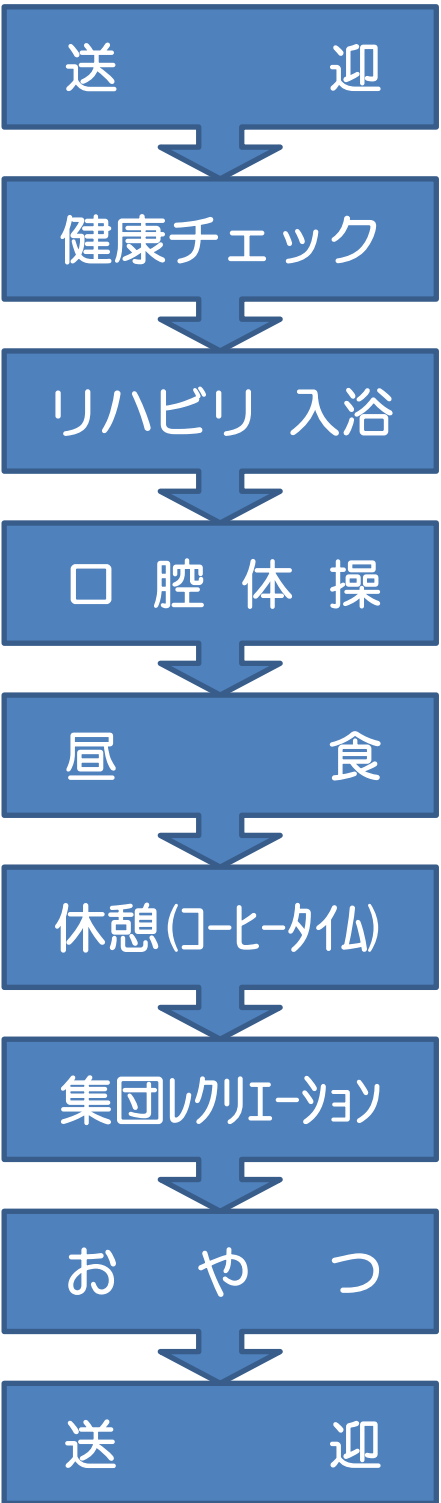 送迎
健康チェック
リハビリ 入浴
口腔体操
昼食
休憩(ｺｰﾋｰﾀｲﾑ)
集団ﾚｸﾘｴｰｼｮﾝ
おやつ
送迎